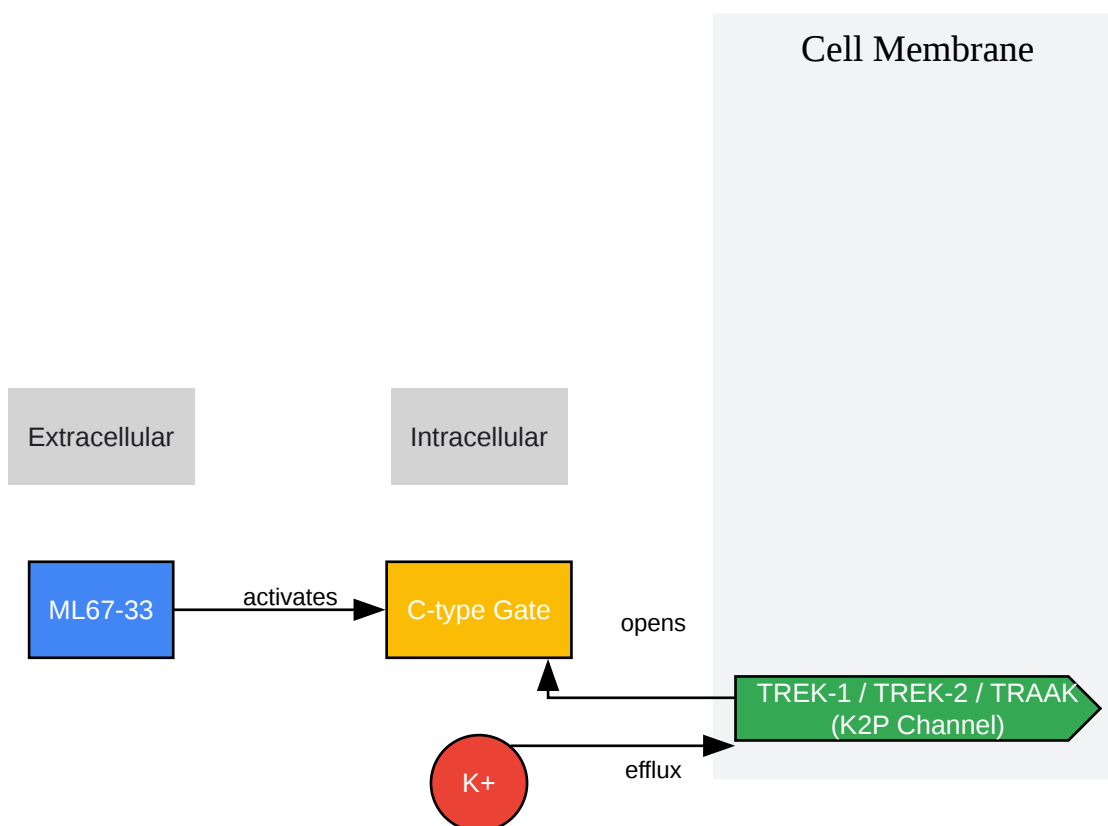 Cell Membrane
Extracellular
Intracellular
ML67-33
activates
C-type Gate
opens
TREK-1 / TREK-2 / TRAAK
(K2P Channel)
efflux
K+